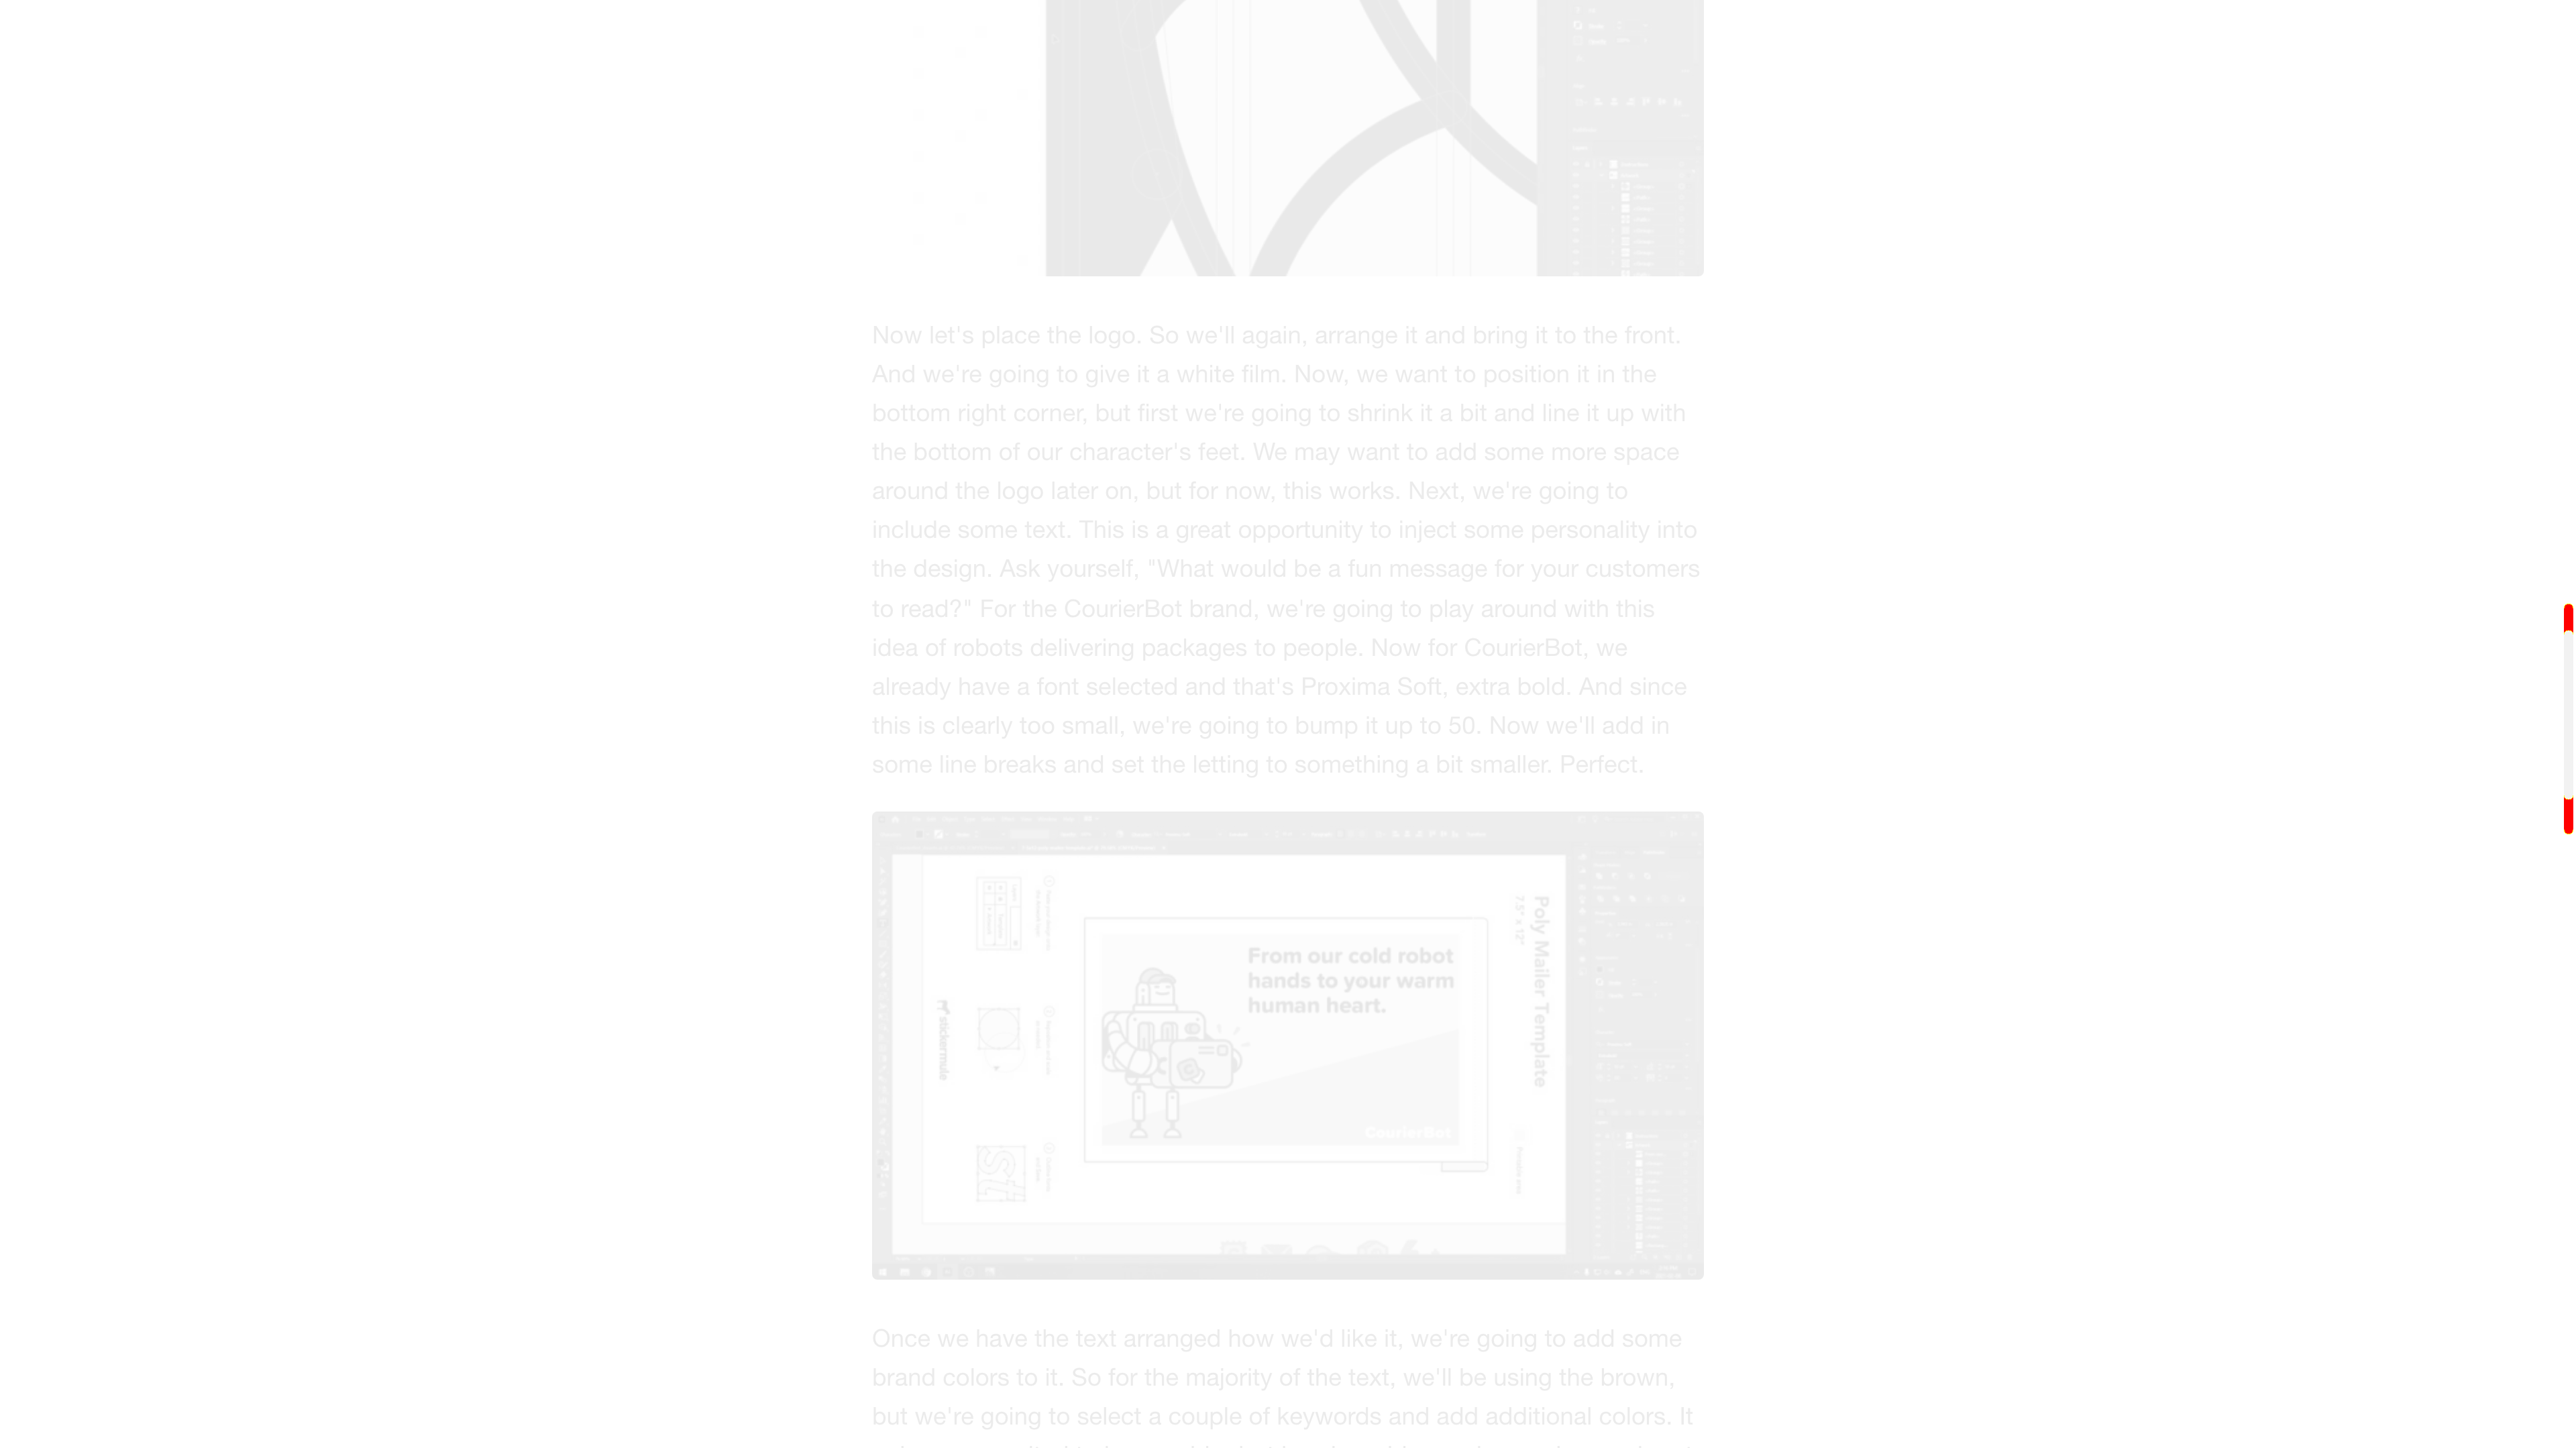 Now let's place the logo. So we'll again, arrange it and bring it to the front.
And we're going to give it a white film. Now, we want to position it in the
bottom right corner, but first we're going to shrink it a bit and line it up with
the bottom of our character's feet. We may want to add some more space
around the logo later on, but for now, this works. Next, we're going to
include some text. This is a great opportunity to inject some personality into
the design. Ask yourself, "What would be a fun message for your customers
to read?" For the CourierBot brand, we're going to play around with this
idea of robots delivering packages to people. Now for CourierBot, we
already have a font selected and that's Proxima Soft, extra bold. And since
this is clearly too small, we're going to bump it up to 50. Now we'll add in
some line breaks and set the letting to something a bit smaller. Perfect.
Poly Mailer Template
7.5" x 12"
From our cold robot
hands to your warm
human heart.
CourierBot
stickermule
st
Once we have the text arranged how we'd like it, we're going to add some
brand colors to it. So for the majority of the text, we'll be using the brown,
but we're going to select a couple of keywords and add additional colors. It